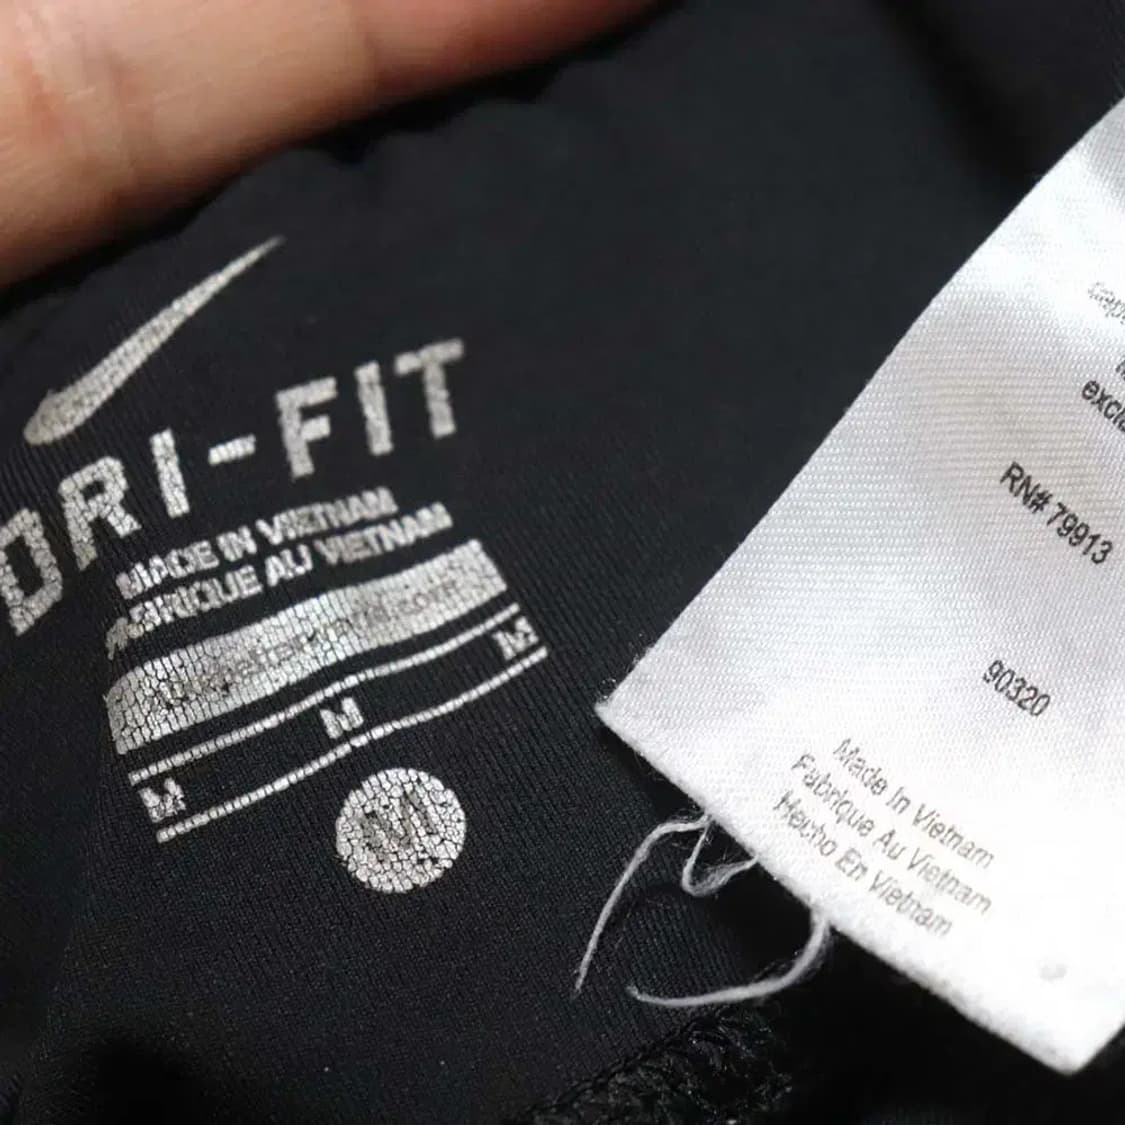 DRI-FIT
MADE IN VIETNAM
FABRIQUE AU VIETNAM
M
M
M
M
RN# 79913
90320
Made In Vietnam
Fabrique Au Vietnam
Hecho En Vietnam